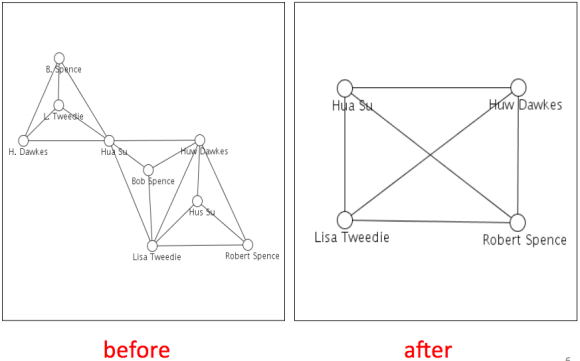 B. Spence
L. Tweedie
H. Dawkes
Hua Su
Huw Dawkes
Bob Spence
Hus Su
Lisa Tweedie
Robert Spence
Hua Su
Huw Dawkes
Lisa Tweedie
Robert Spence
before
after